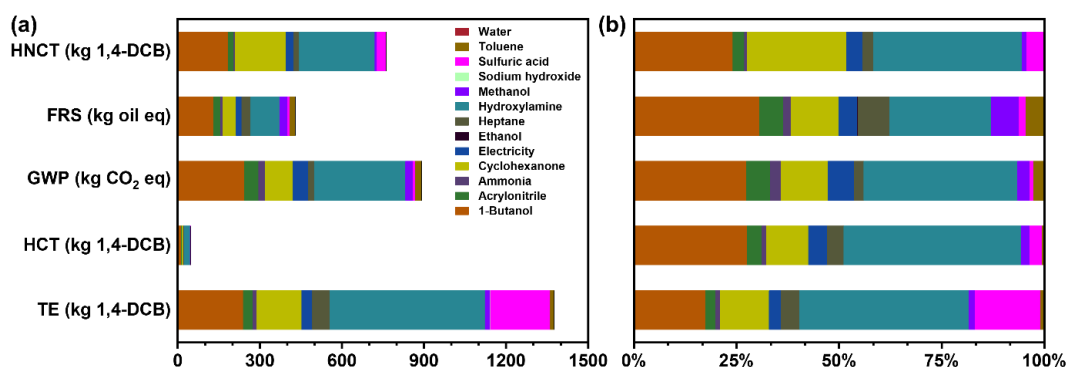 (a)
HNCT (kg 1,4-DCB)
FRS (kg oil eq)
GWP (kg CO₂ eq)
HCT (kg 1,4-DCB)
TE (kg 1,4-DCB)
0 300 600 900 1200 1500
Water
Toluene
Sulfuric acid
Sodium hydroxide
Methanol
Hydroxylamine
Heptane
Ethanol
Electricity
Cyclohexanone
Ammonia
Acrylonitrile
1-Butanol
(b)
0% 25% 50% 75% 100%